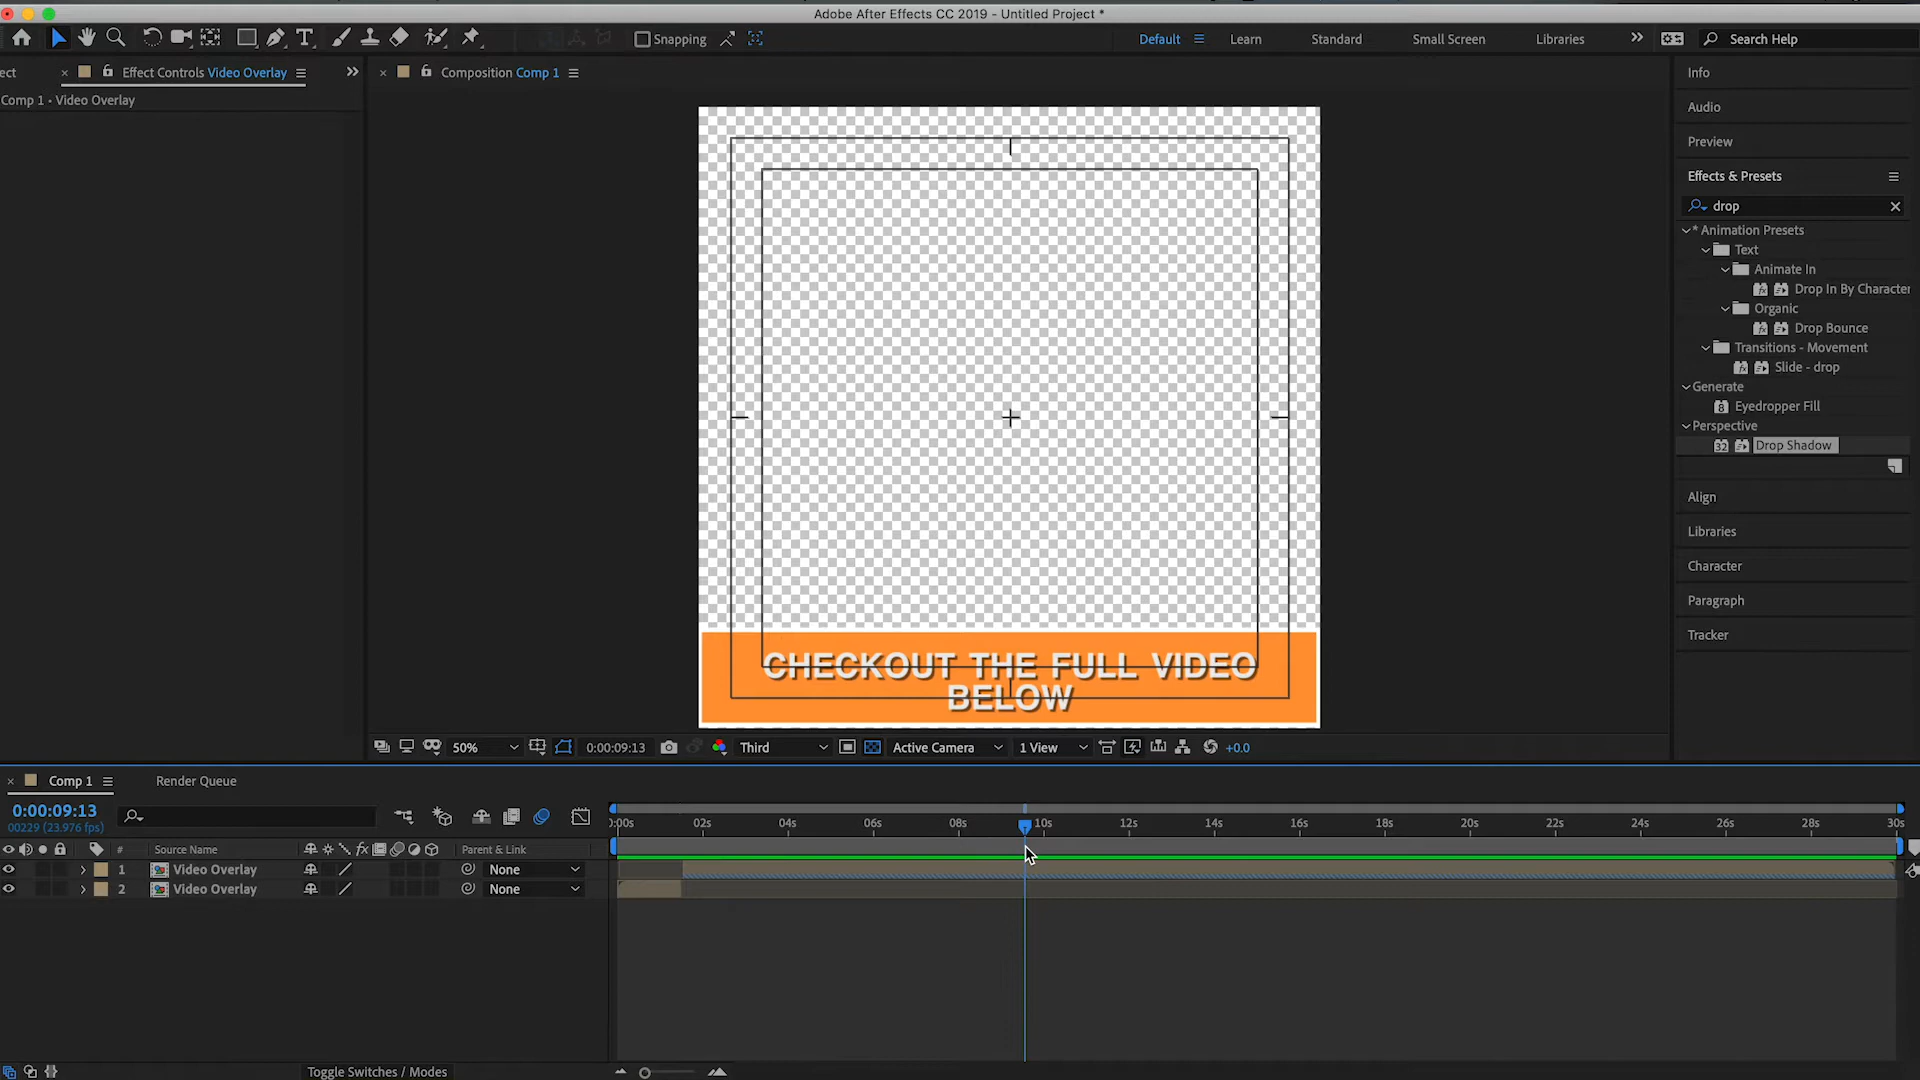 Adobe After Effects CC 2019 - Untitled Project *
Snapping
Default
Learn
Standard
Small Screen
Libraries
Search Help
ect
Effect Controls Video Overlay
Composition Comp 1
Comp 1 • Video Overlay
Info
Audio
Preview
Effects & Presets
drop
* Animation Presets
Text
Animate In
Drop In By Character
Organic
Drop Bounce
Transitions - Movement
Slide - drop
Generate
8 Eyedropper Fill
Perspective
32 Drop Shadow
Align
Libraries
Character
Paragraph
Tracker
CHECKOUT THE FULL VIDEO
BELOW
50%
0:00:09:13
Third
Active Camera
1 View
+0.0
Comp 1
Render Queue
0:00:09:13
00229 (23.976 fps)
):00s 02s 04s 06s 08s 10s 12s 14s 16s 18s 20s 22s 24s 26s 28s 30s
# Source Name fx Parent & Link
1 Video Overlay None
2 Video Overlay None
Toggle Switches / Modes